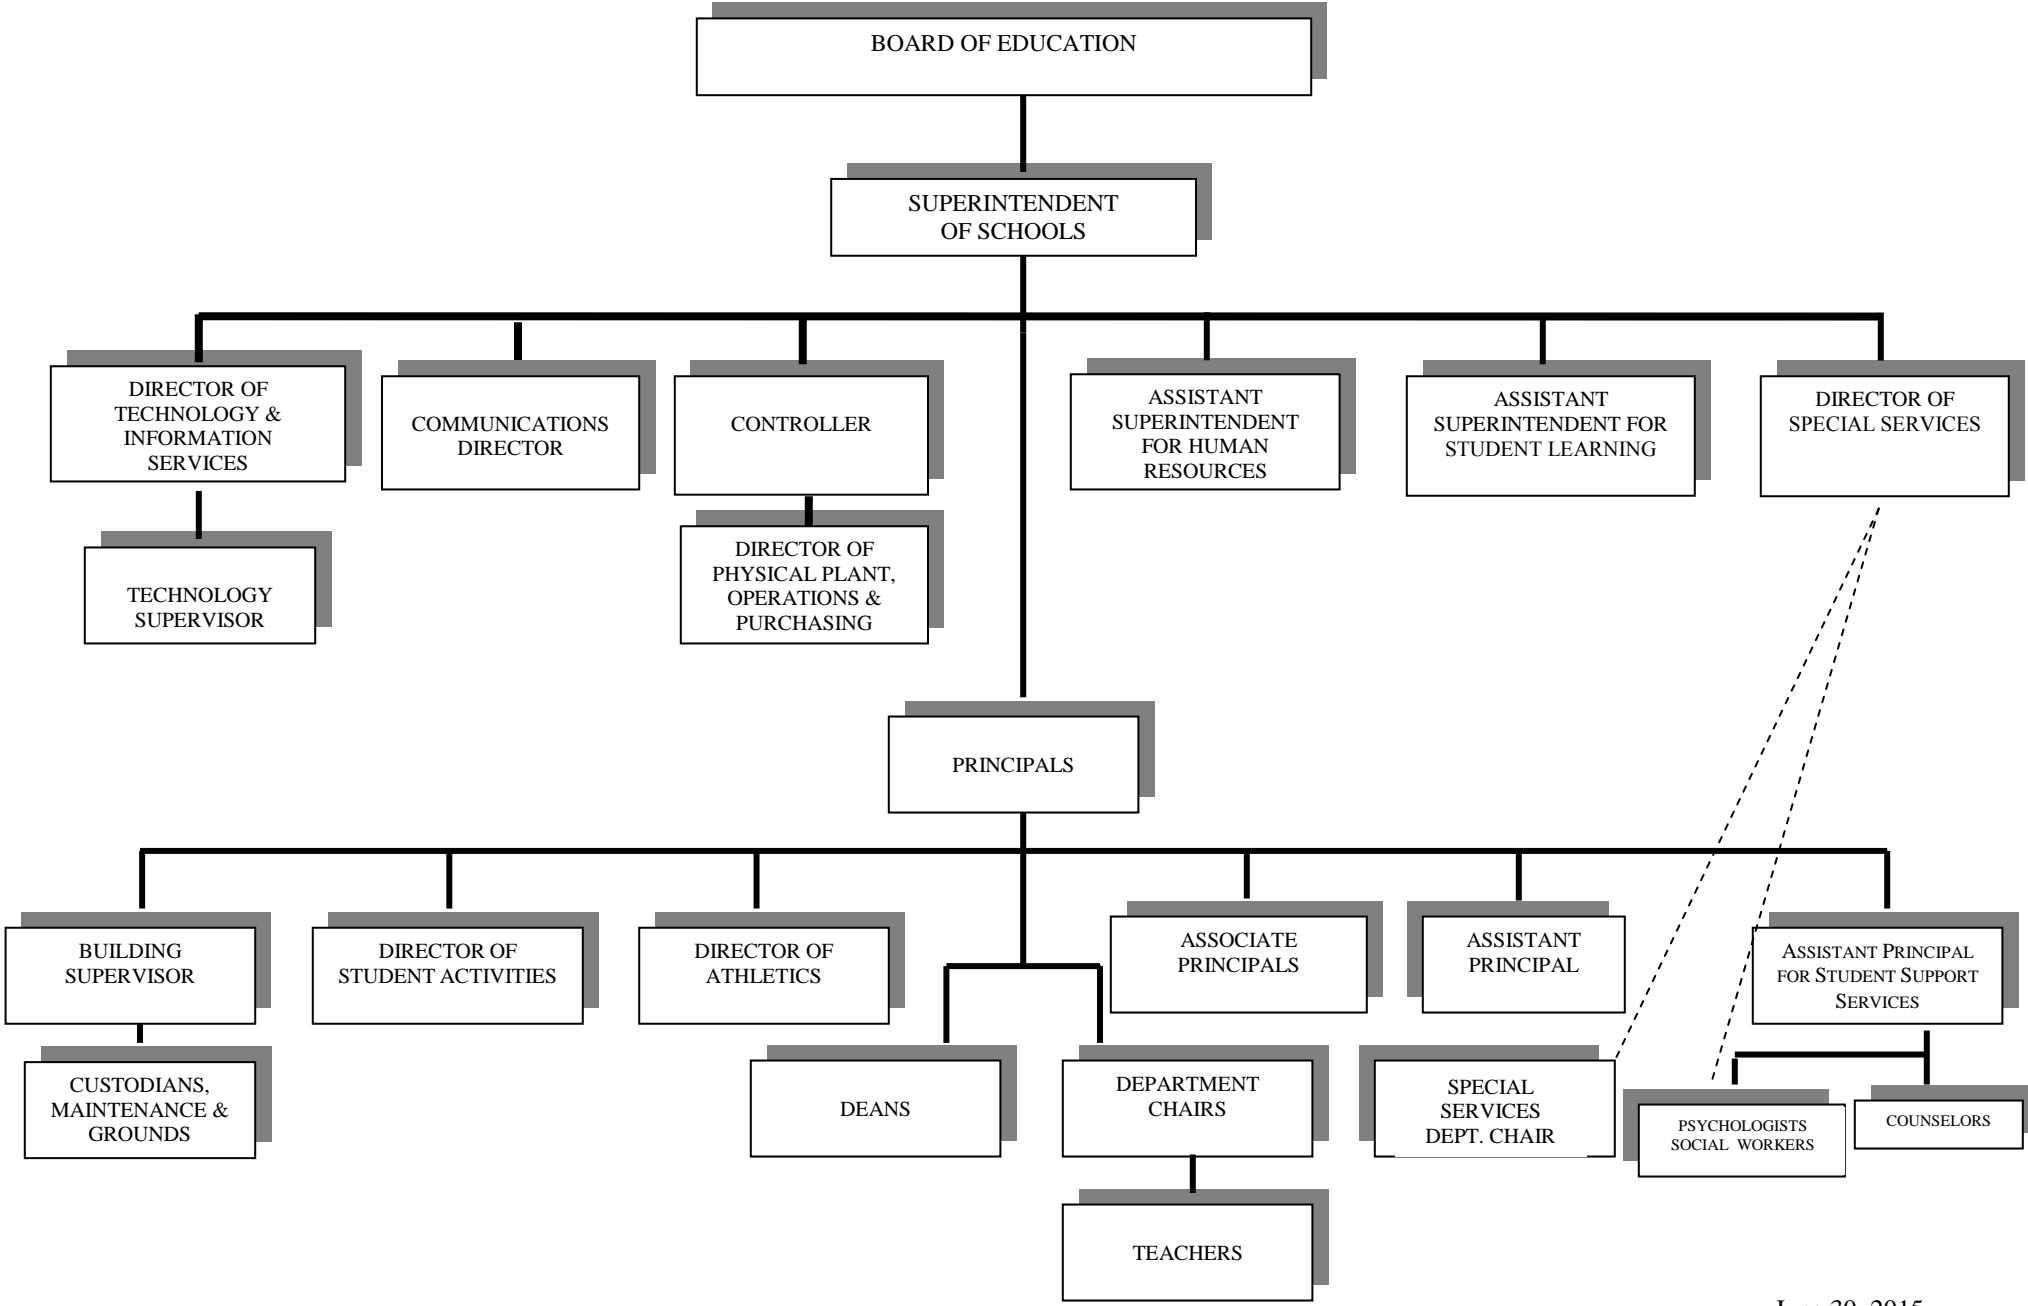 BOARD OF EDUCATION
SUPERINTENDENT
OF SCHOOLS
DIRECTOR OF
TECHNOLOGY &
INFORMATION
SERVICES
COMMUNICATIONS
DIRECTOR
CONTROLLER
ASSISTANT
SUPERINTENDENT
FOR HUMAN
RESOURCES
ASSISTANT
SUPERINTENDENT FOR
STUDENT LEARNING
DIRECTOR OF
SPECIAL SERVICES
TECHNOLOGY
SUPERVISOR
DIRECTOR OF
PHYSICAL PLANT,
OPERATIONS &
PURCHASING
PRINCIPALS
BUILDING
SUPERVISOR
DIRECTOR OF
STUDENT ACTIVITIES
DIRECTOR OF
ATHLETICS
ASSOCIATE
PRINCIPALS
ASSISTANT
PRINCIPAL
ASSISTANT PRINCIPAL
FOR STUDENT SUPPORT
SERVICES
CUSTODIANS,
MAINTENANCE &
GROUNDS
DEANS
DEPARTMENT
CHAIRS
SPECIAL
SERVICES
DEPT. CHAIR
PSYCHOLOGISTS
SOCIAL WORKERS
COUNSELORS
TEACHERS
June 30, 2015